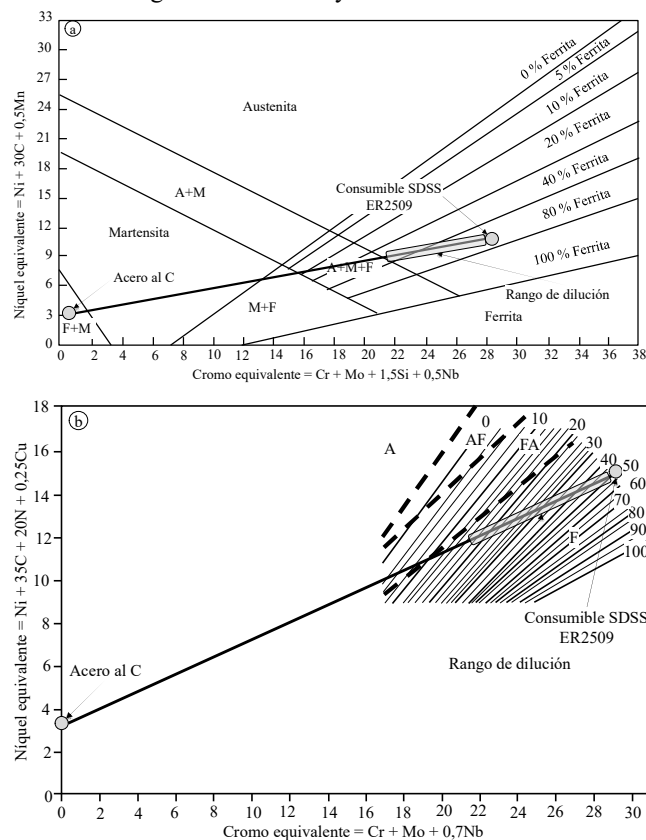 a
33
30
27
24
21
18
15
12
9
6
3
0
Níquel equivalente = Ni + 30C + 0,5Mn
0 2 4 6 8 10 12 14 16 18 20 22 24 26 28 30 32 34 36 38
Cromo equivalente = Cr + Mo + 1,5Si + 0,5Nb
Austenita
0 % Ferrita
5 % Ferrita
10 % Ferrita
20 % Ferrita
40 % Ferrita
80 % Ferrita
100 % Ferrita
Consumible SDSS
ER2509
A+M
Martensita
A+M+F
Acero al C
M+F
Rango de dilución
F+M
Ferrita
b
18
16
14
12
10
8
6
4
2
0
Níquel equivalente = Ni + 35C + 20N + 0,25Cu
0 2 4 6 8 10 12 14 16 18 20 22 24 26 28 30
Cromo equivalente = Cr + Mo + 0,7Nb
A
AF
FA
F
0
10
20
30
40
50
60
70
80
90
100
Consumible SDSS
ER2509
Acero al C
Rango de dilución